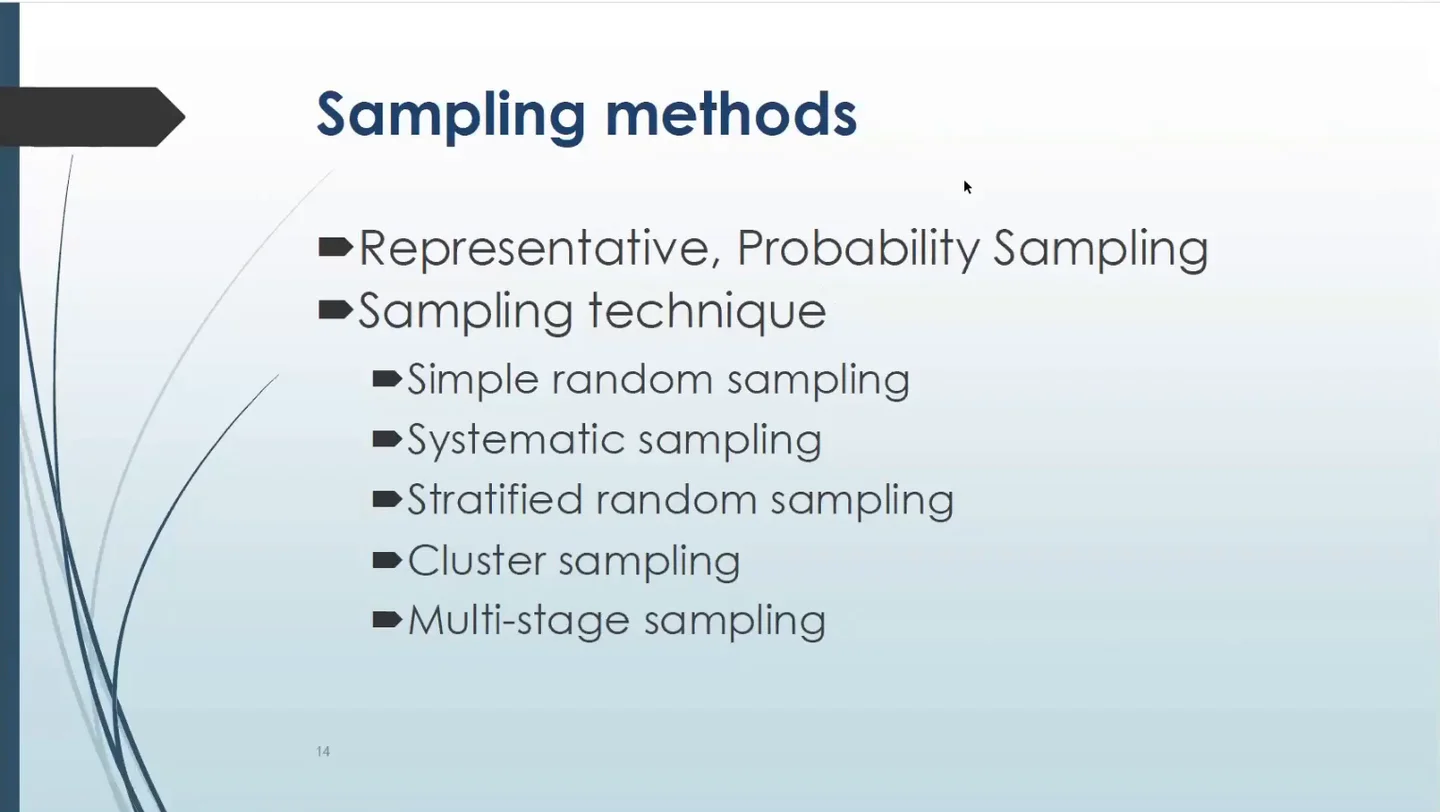 Sampling methods
Representative, Probability Sampling
Sampling technique
Simple random sampling
Systematic sampling
Stratified random sampling
Cluster sampling
Multi-stage sampling
14